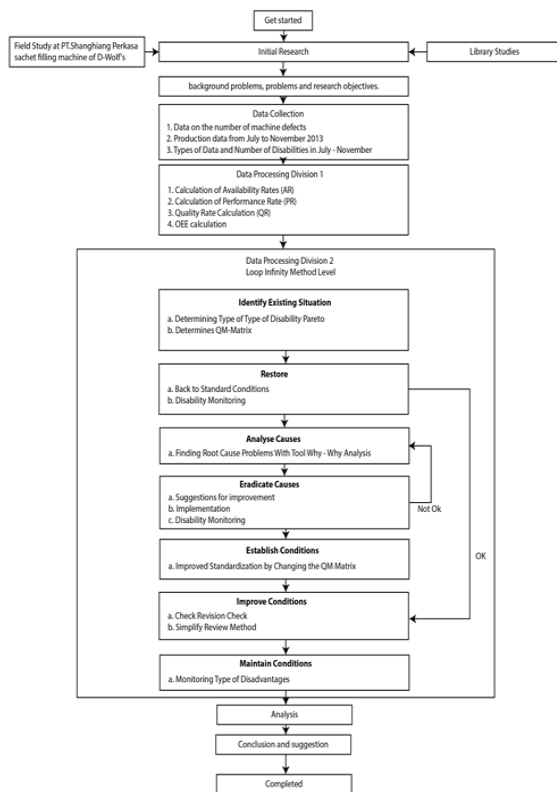 Get started
Field Study at PT.Shanghiang Perkasa
sachet filling machine of D-Wolf's
Initial Research
Library Studies
background problems, problems and research objectives.
Data Collection
1. Data on the number of machine defects
2. Production data from July to November 2013
3. Types of Data and Number of Disabilities in July - November
Data Processing Division 1
1. Calculation of Availability Rates (AR)
2. Calculation of Performance Rate (PR)
3. Quality Rate Calculation (QR)
4. OEE calculation
Data Processing Division 2
Loop Infinity Method Level
Identify Existing Situation
a. Determining Type of Type of Disability Pareto
b. Determines QM-Matrix
Restore
a. Back to Standard Conditions
b. Disability Monitoring
Analyse Causes
a. Finding Root Cause Problems With Tool Why - Why Analysis
Eradicate Causes
a. Suggestions for improvement
b. Implementation
c. Disability Monitoring
Not Ok
Establish Conditions
a. Improved Standardization by Changing the QM Matrix
OK
Improve Conditions
a. Check Revision Check
b. Simplify Review Method
Maintain Conditions
a. Monitoring Type of Disadvantages
Analysis
Conclusion and suggestion
Completed